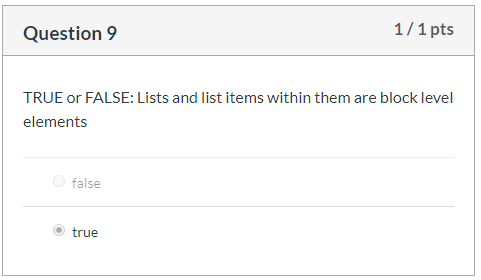 Question 9
1 / 1 pts
TRUE or FALSE: Lists and list items within them are block level
elements
false
true